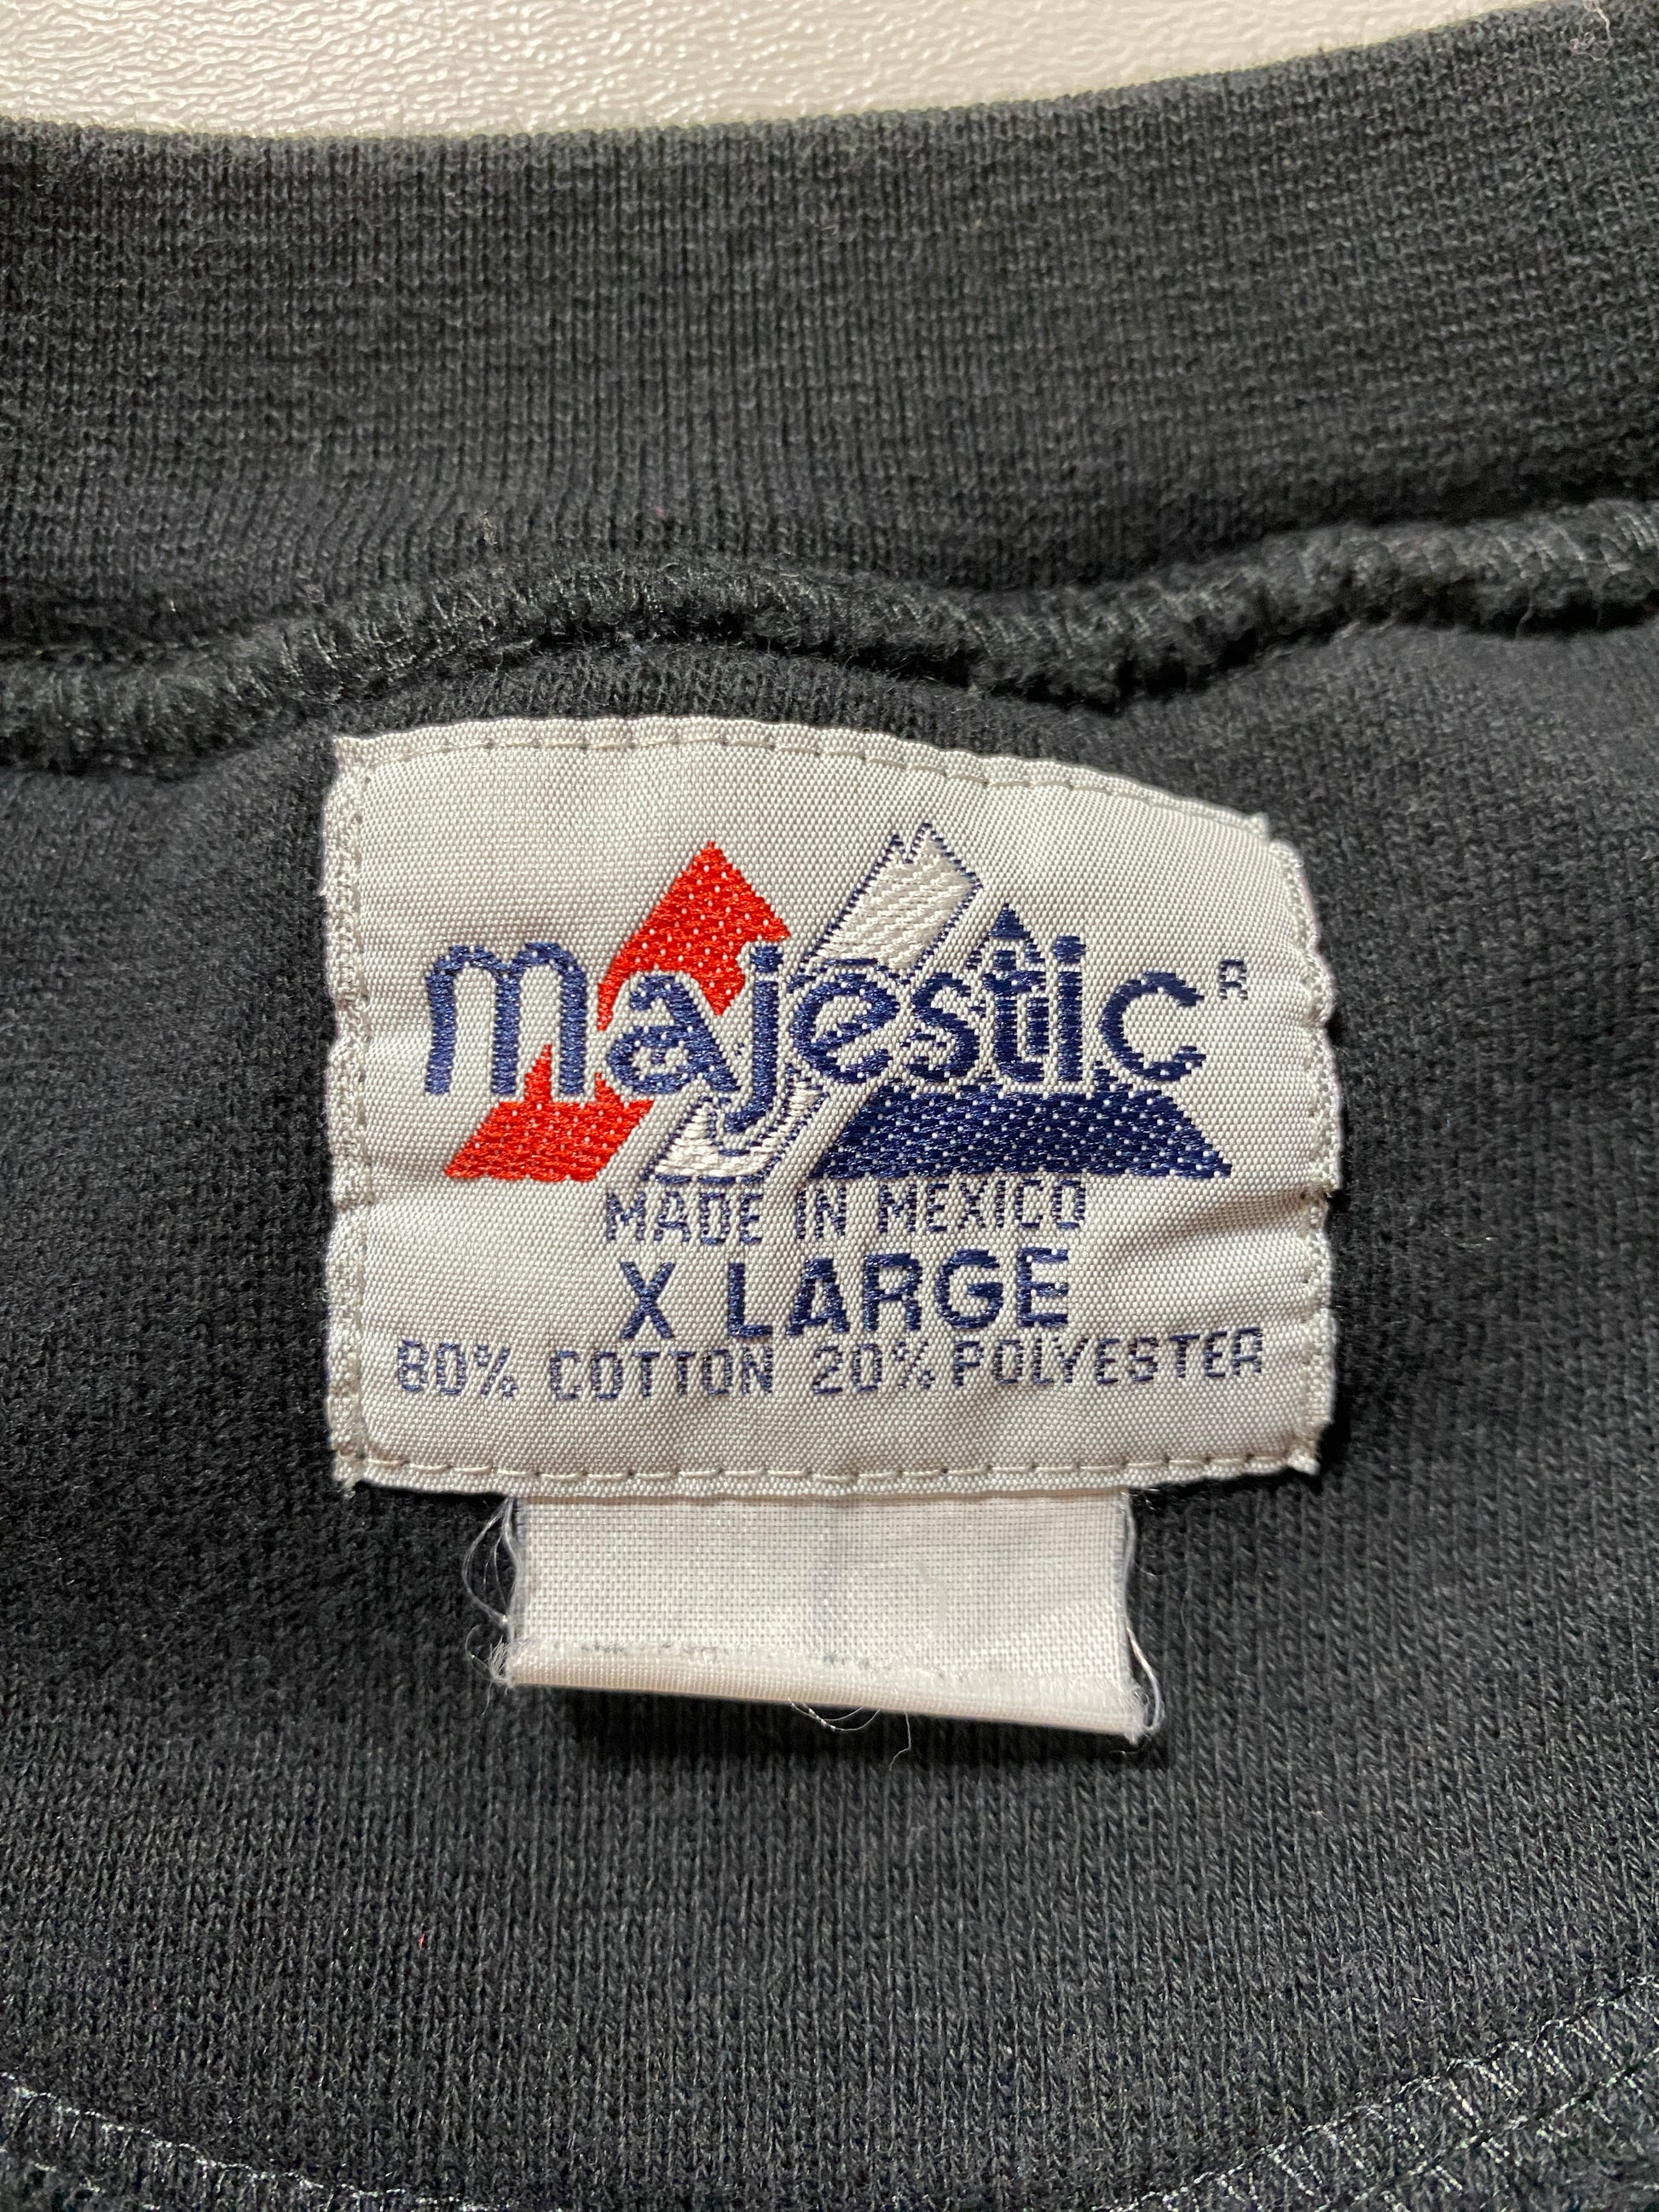 majestic R
MADE IN MEXICO
X LARGE
80% COTTON 20% POLYESTER